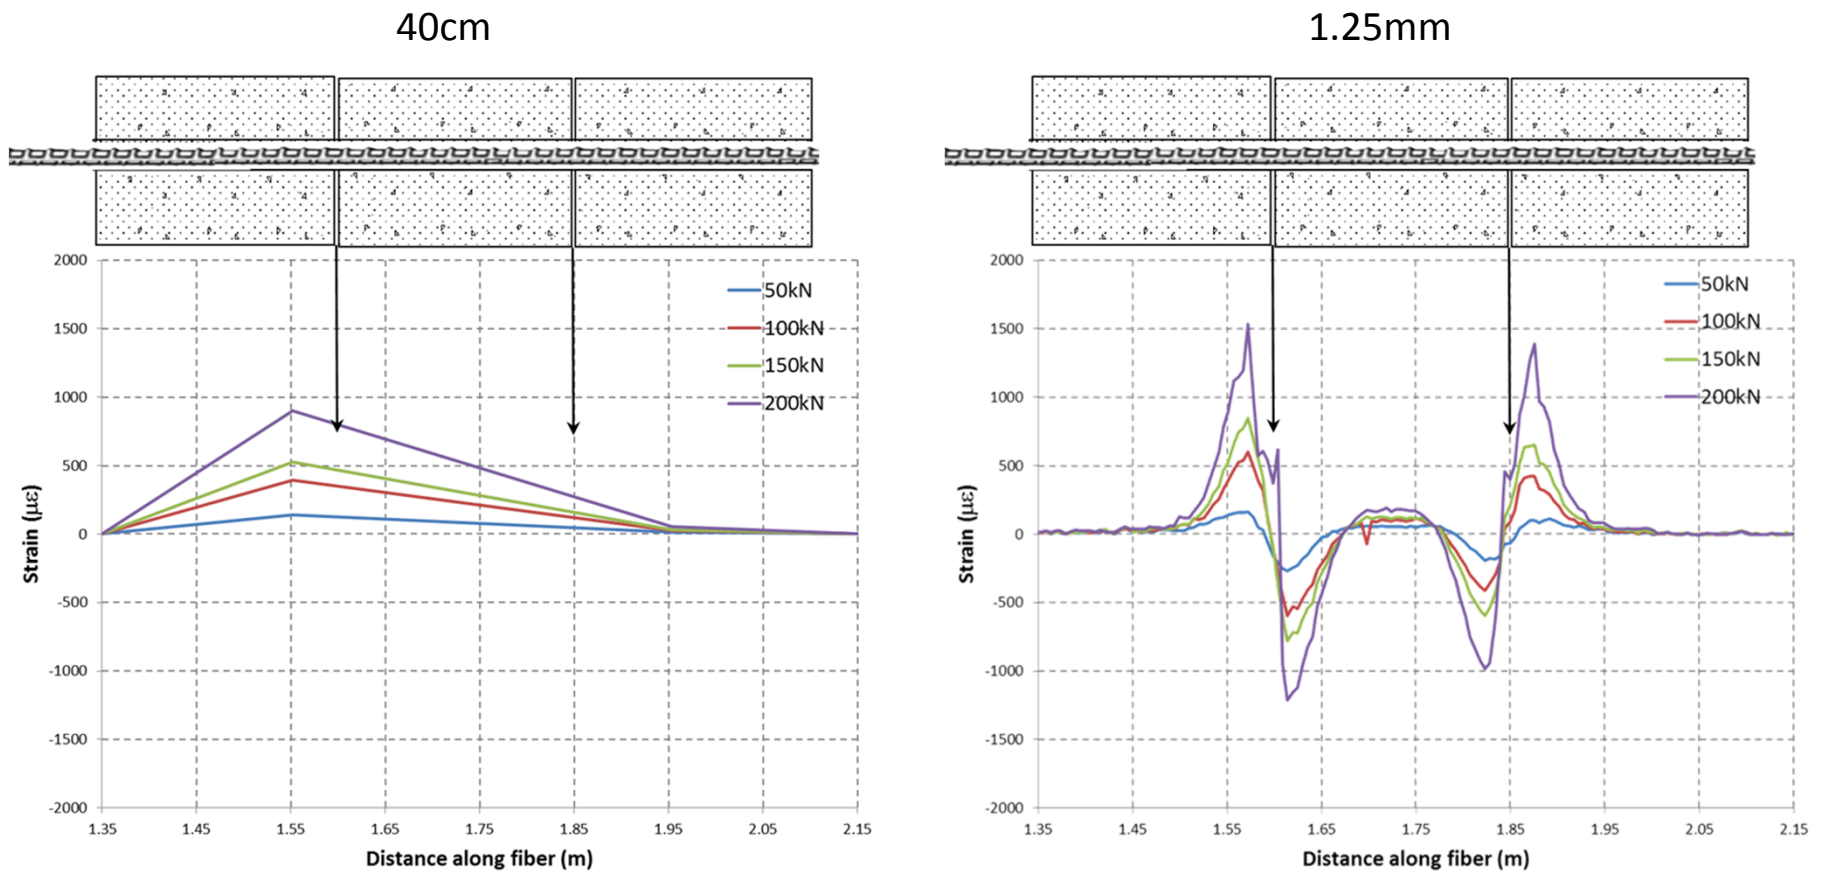 40cm
1.25mm
2000
1500
1000
500
0
-500
-1000
-1500
-2000
Strain (με)
50kN
100kN
150kN
200kN
1.35 1.45 1.55 1.65 1.75 1.85 1.95 2.05 2.15
Distance along fiber (m)
2000
1500
1000
500
0
-500
-1000
-1500
-2000
Strain (με)
50kN
100kN
150kN
200kN
1.35 1.45 1.55 1.65 1.75 1.85 1.95 2.05 2.15
Distance along fiber (m)